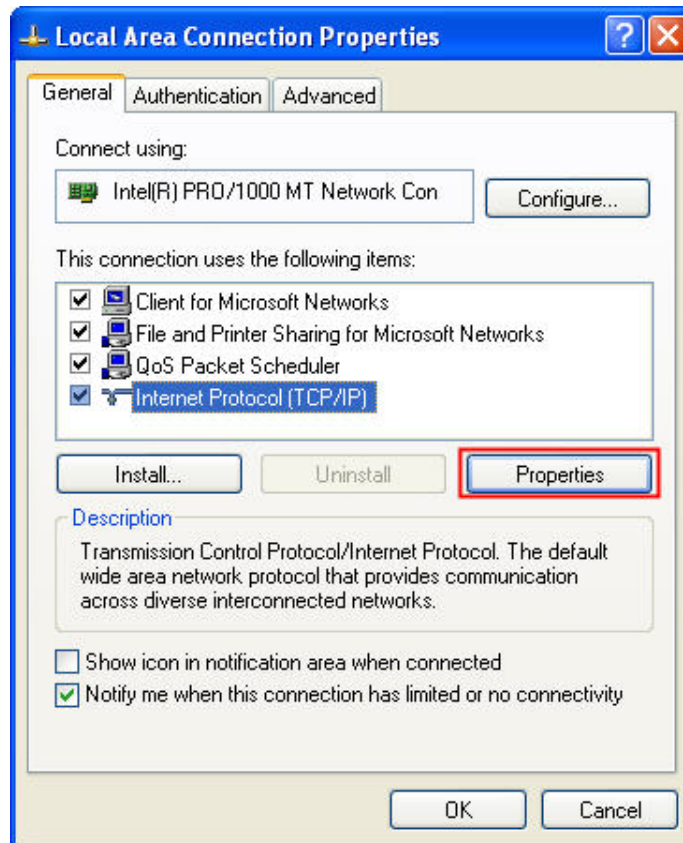 Local Area Connection Properties
General Authentication Advanced
Connect using:
Intel(R) PRO/1000 MT Network Con
Configure...
This connection uses the following items:
Client for Microsoft Networks
File and Printer Sharing for Microsoft Networks
QoS Packet Scheduler
Internet Protocol (TCP/IP)
Install... Uninstall Properties
Description
Transmission Control Protocol/Internet Protocol. The default
wide area network protocol that provides communication
across diverse interconnected networks.
Show icon in notification area when connected
Notify me when this connection has limited or no connectivity
OK Cancel